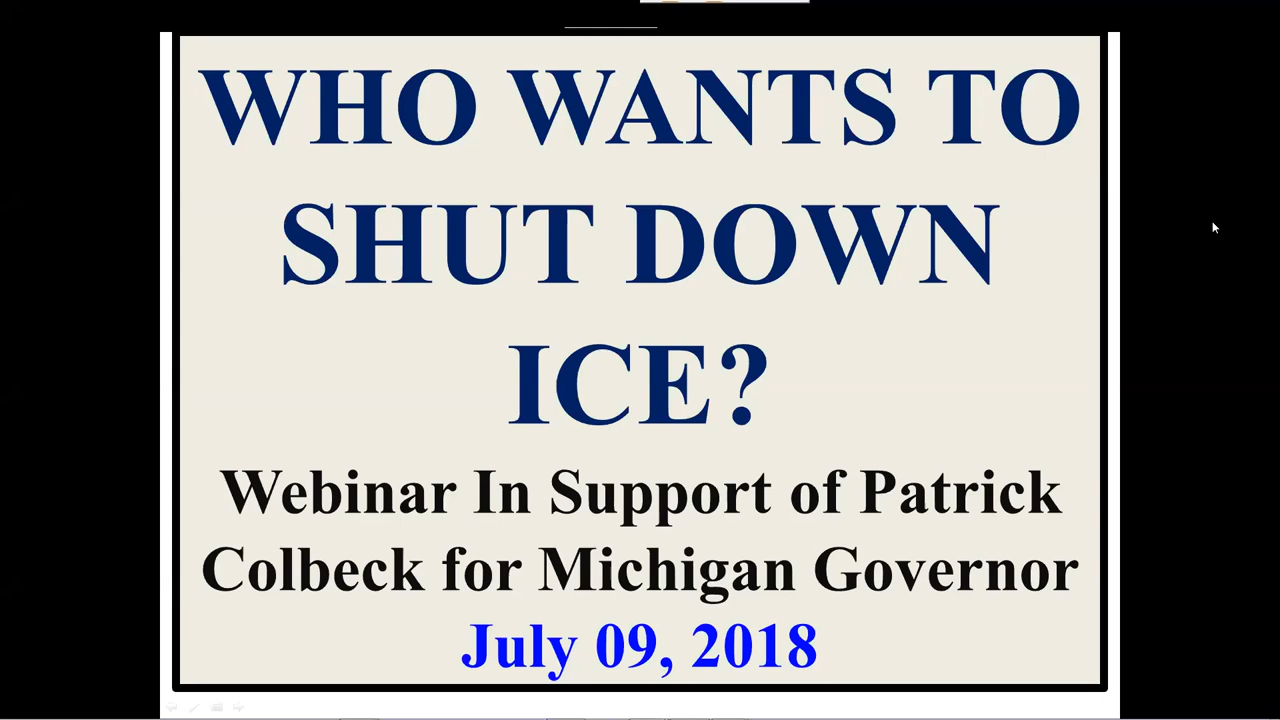 WHO WANTS TO
SHUT DOWN
ICE?
Webinar In Support of Patrick
Colbeck for Michigan Governor
July 09, 2018